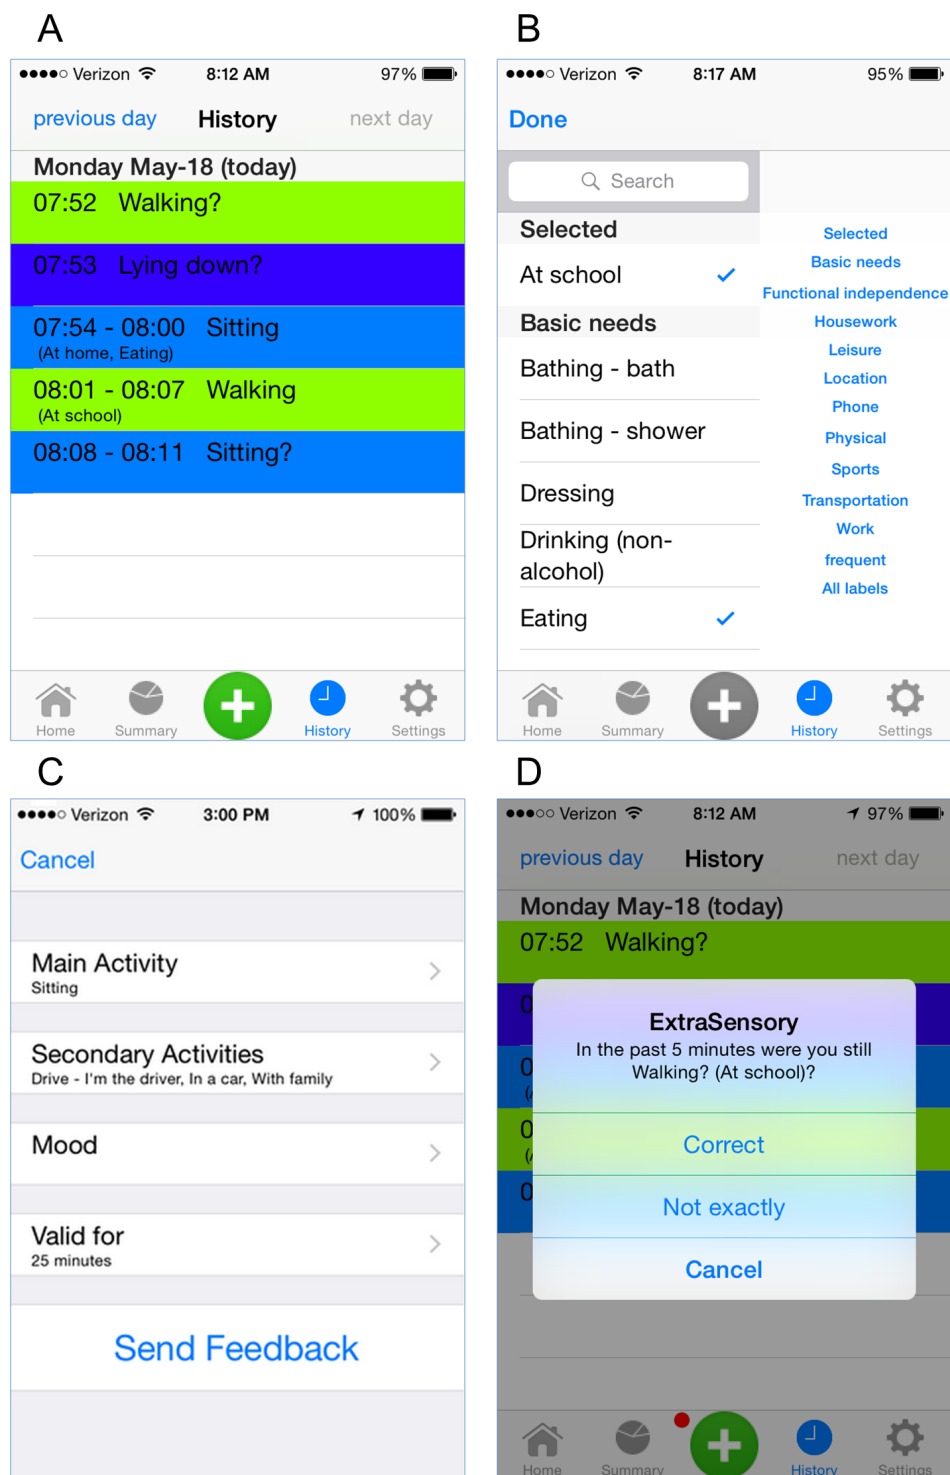 A
Verizon 8:12 AM 97%
previous day History next day
Monday May-18 (today)
07:52 Walking?
07:53 Lying down?
07:54 - 08:00 Sitting
(At home, Eating)
08:01 - 08:07 Walking
(At school)
08:08 - 08:11 Sitting?
Home Summary History Settings
B
Verizon 8:17 AM 95%
Done
Search
Selected
At school
Basic needs
Bathing - bath
Bathing - shower
Dressing
Drinking (non-
alcohol)
Eating
Selected
Basic needs
Functional independence
Housework
Leisure
Location
Phone
Physical
Sports
Transportation
Work
frequent
All labels
Home Summary History Settings
C
Verizon 3:00 PM 100%
Cancel
Main Activity
Sitting
Secondary Activities
Drive - I'm the driver, In a car, With family
Mood
Valid for
25 minutes
Send Feedback
D
Verizon 8:12 AM 97%
previous day History next day
Monday May-18 (today)
07:52 Walking?
ExtraSensory
In the past 5 minutes were you still
Walking? (At school)?
Correct
Not exactly
Cancel
Home Summary History Settings